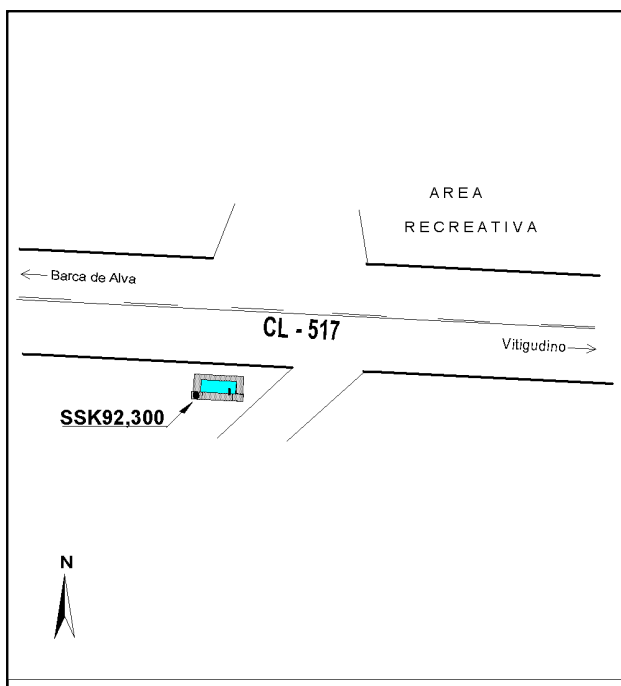 AREA
RECREATIVA
Barca de Alva
CL - 517
Vitigudino
SSK92,300
N